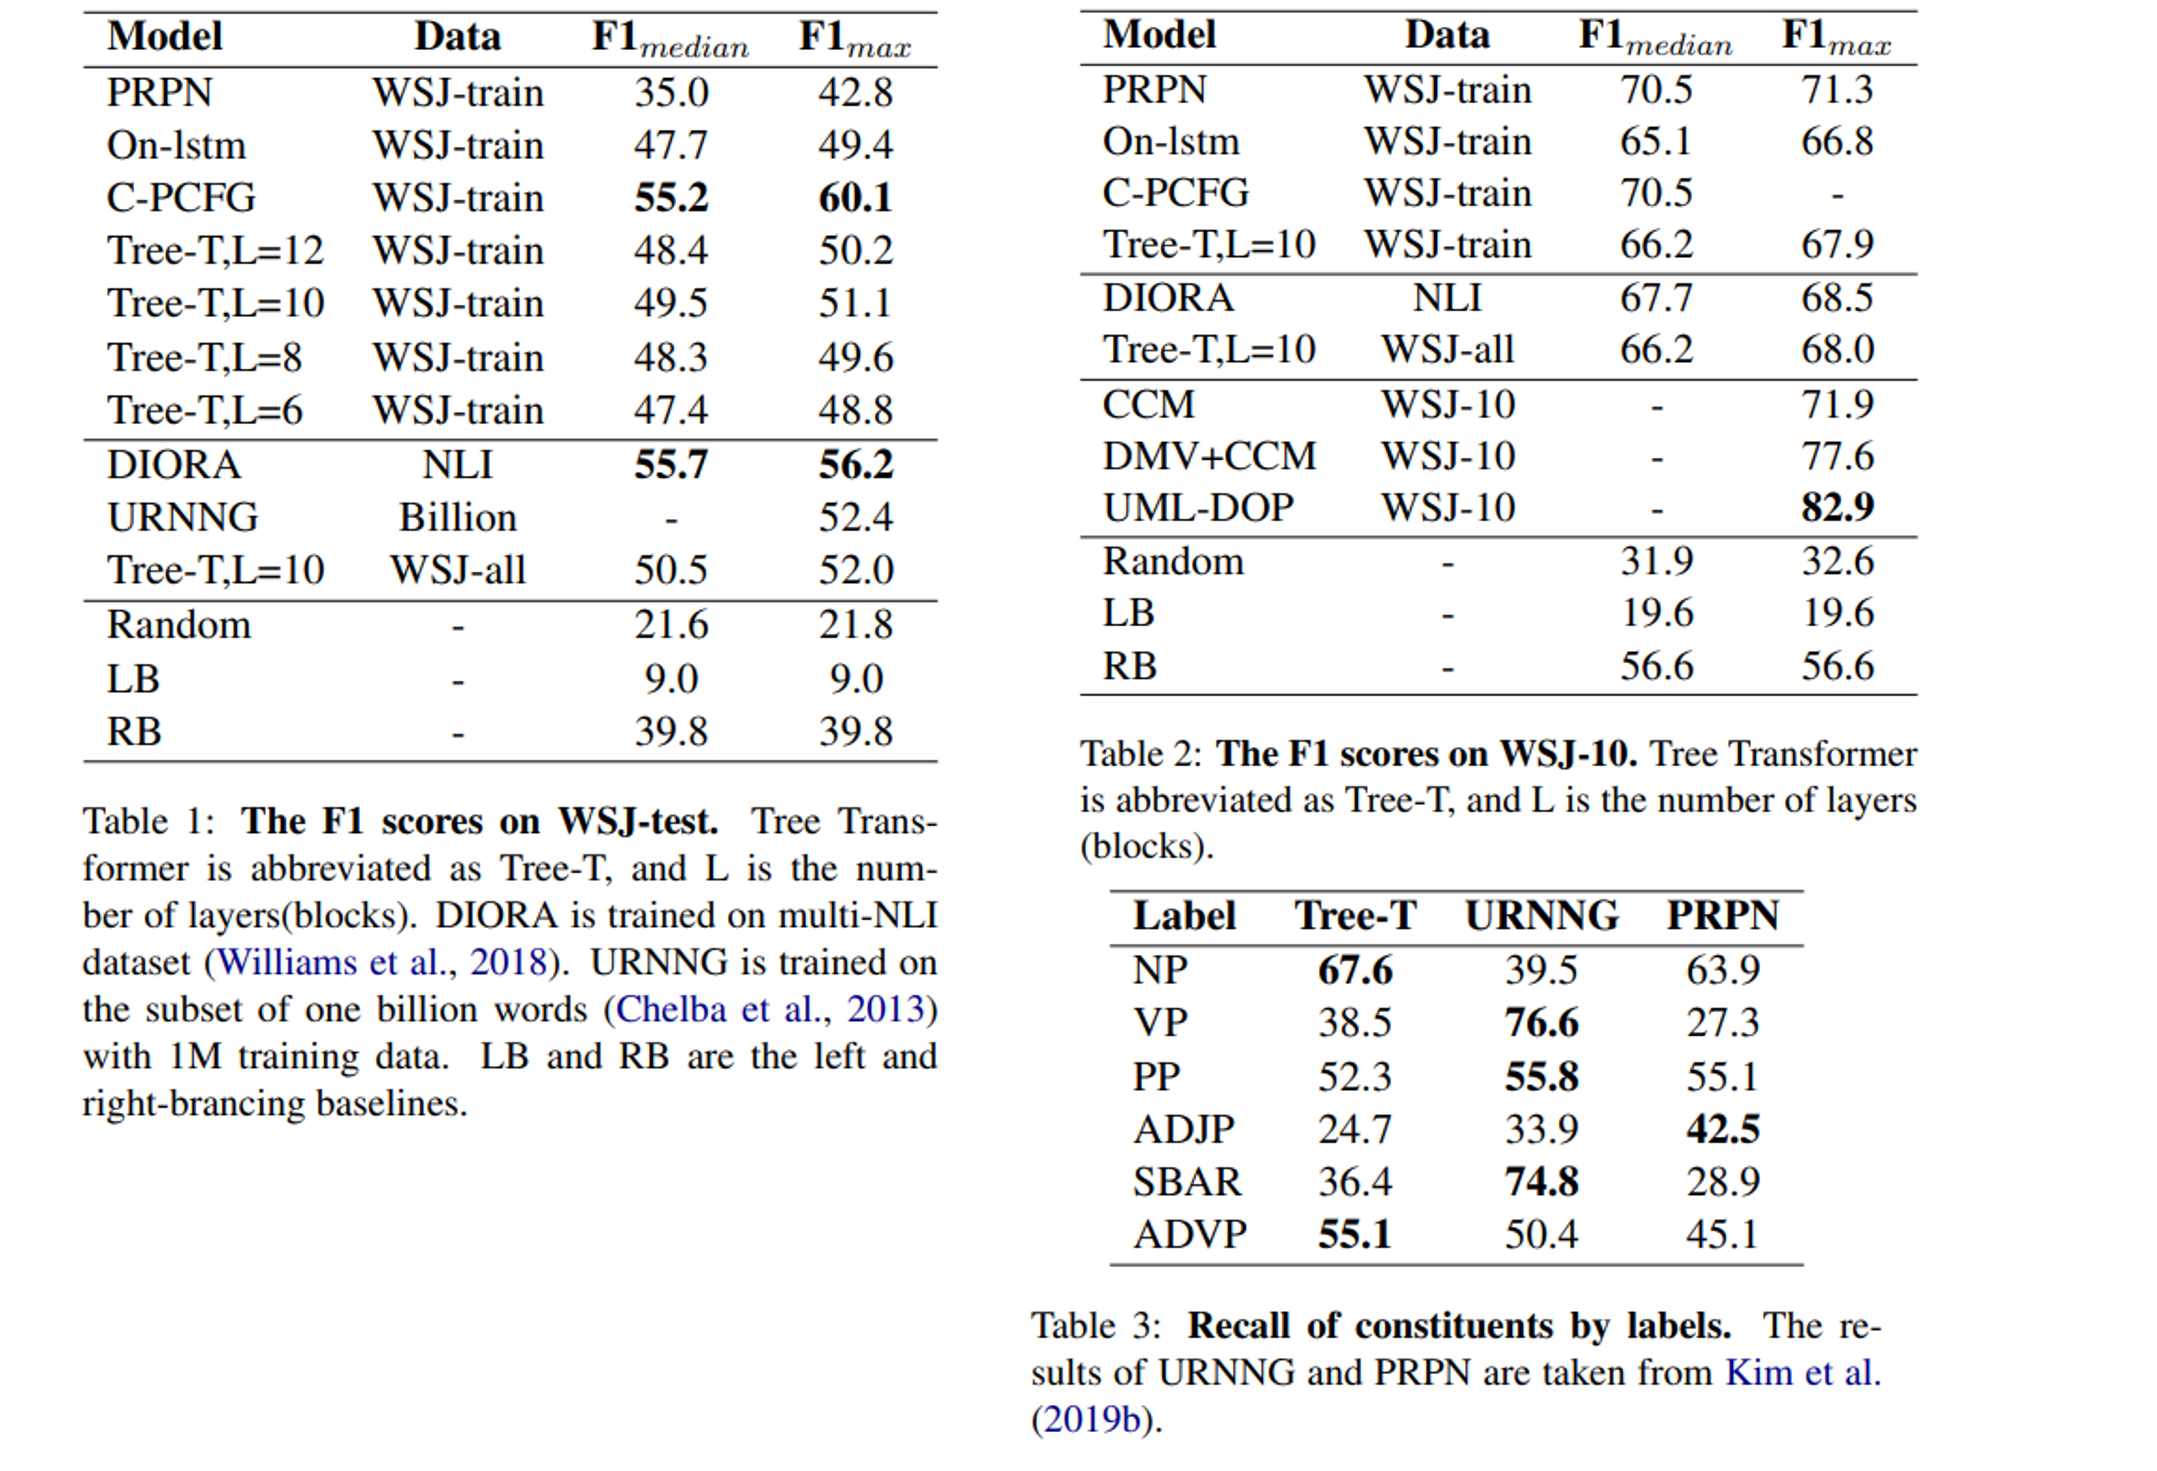 Model Data F1median F1max
PRPN WSJ-train 35.0 42.8
On-lstm WSJ-train 47.7 49.4
C-PCFG WSJ-train 55.2 60.1
Tree-T,L=12 WSJ-train 48.4 50.2
Tree-T,L=10 WSJ-train 49.5 51.1
Tree-T,L=8 WSJ-train 48.3 49.6
Tree-T,L=6 WSJ-train 47.4 48.8
DIORA NLI 55.7 56.2
URNNG Billion - 52.4
Tree-T,L=10 WSJ-all 50.5 52.0
Random - 21.6 21.8
LB - 9.0 9.0
RB - 39.8 39.8
Table 1: The F1 scores on WSJ-test. Tree Trans-
former is abbreviated as Tree-T, and L is the num-
ber of layers(blocks). DIORA is trained on multi-NLI
dataset (Williams et al., 2018). URNNG is trained on
the subset of one billion words (Chelba et al., 2013)
with 1M training data. LB and RB are the left and
right-brancing baselines.
Model Data F1median F1max
PRPN WSJ-train 70.5 71.3
On-lstm WSJ-train 65.1 66.8
C-PCFG WSJ-train 70.5 -
Tree-T,L=10 WSJ-train 66.2 67.9
DIORA NLI 67.7 68.5
Tree-T,L=10 WSJ-all 66.2 68.0
CCM WSJ-10 - 71.9
DMV+CCM WSJ-10 - 77.6
UML-DOP WSJ-10 - 82.9
Random - 31.9 32.6
LB - 19.6 19.6
RB - 56.6 56.6
Table 2: The F1 scores on WSJ-10. Tree Transformer
is abbreviated as Tree-T, and L is the number of layers
(blocks).
Label Tree-T URNNG PRPN
NP 67.6 39.5 63.9
VP 38.5 76.6 27.3
PP 52.3 55.8 55.1
ADJP 24.7 33.9 42.5
SBAR 36.4 74.8 28.9
ADVP 55.1 50.4 45.1
Table 3: Recall of constituents by labels. The re-
sults of URNNG and PRPN are taken from Kim et al.
(2019b).